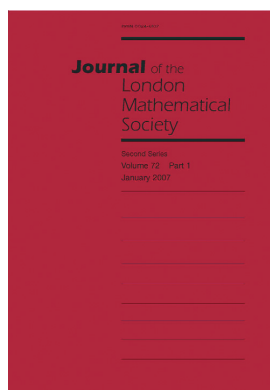 Journal of the
London
Mathematical
Society
Second Series
Volume 72 Part 1
January 2007